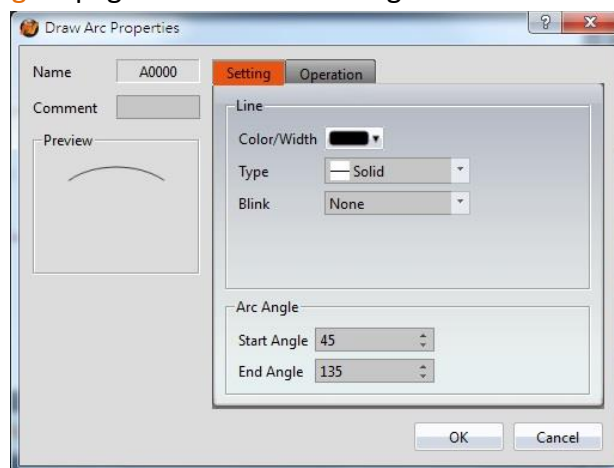 Draw Arc Properties
Name A0000
Setting Operation
Comment
Line
Preview
Color/Width
Type Solid
Blink None
Arc Angle
Start Angle 45
End Angle 135
OK Cancel